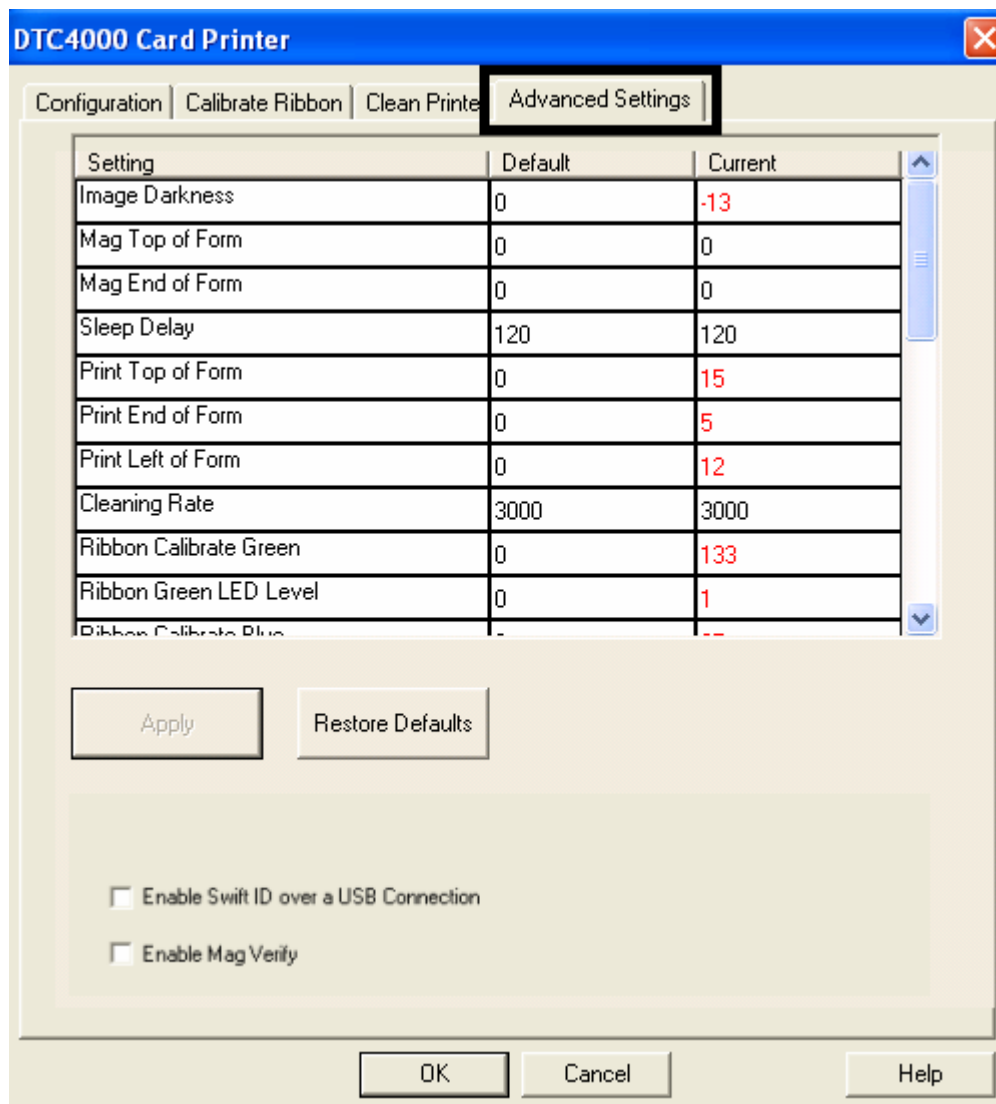 DTC4000 Card Printer
Configuration Calibrate Ribbon Clean Printe Advanced Settings
Setting Default Current
Image Darkness 0 -13
Mag Top of Form 0 0
Mag End of Form 0 0
Sleep Delay 120 120
Print Top of Form 0 15
Print End of Form 0 5
Print Left of Form 0 12
Cleaning Rate 3000 3000
Ribbon Calibrate Green 0 133
Ribbon Green LED Level 0 1
Ribbon Calibrate Blue
Apply Restore Defaults
Enable Swift ID over a USB Connection
Enable Mag Verify
OK Cancel Help